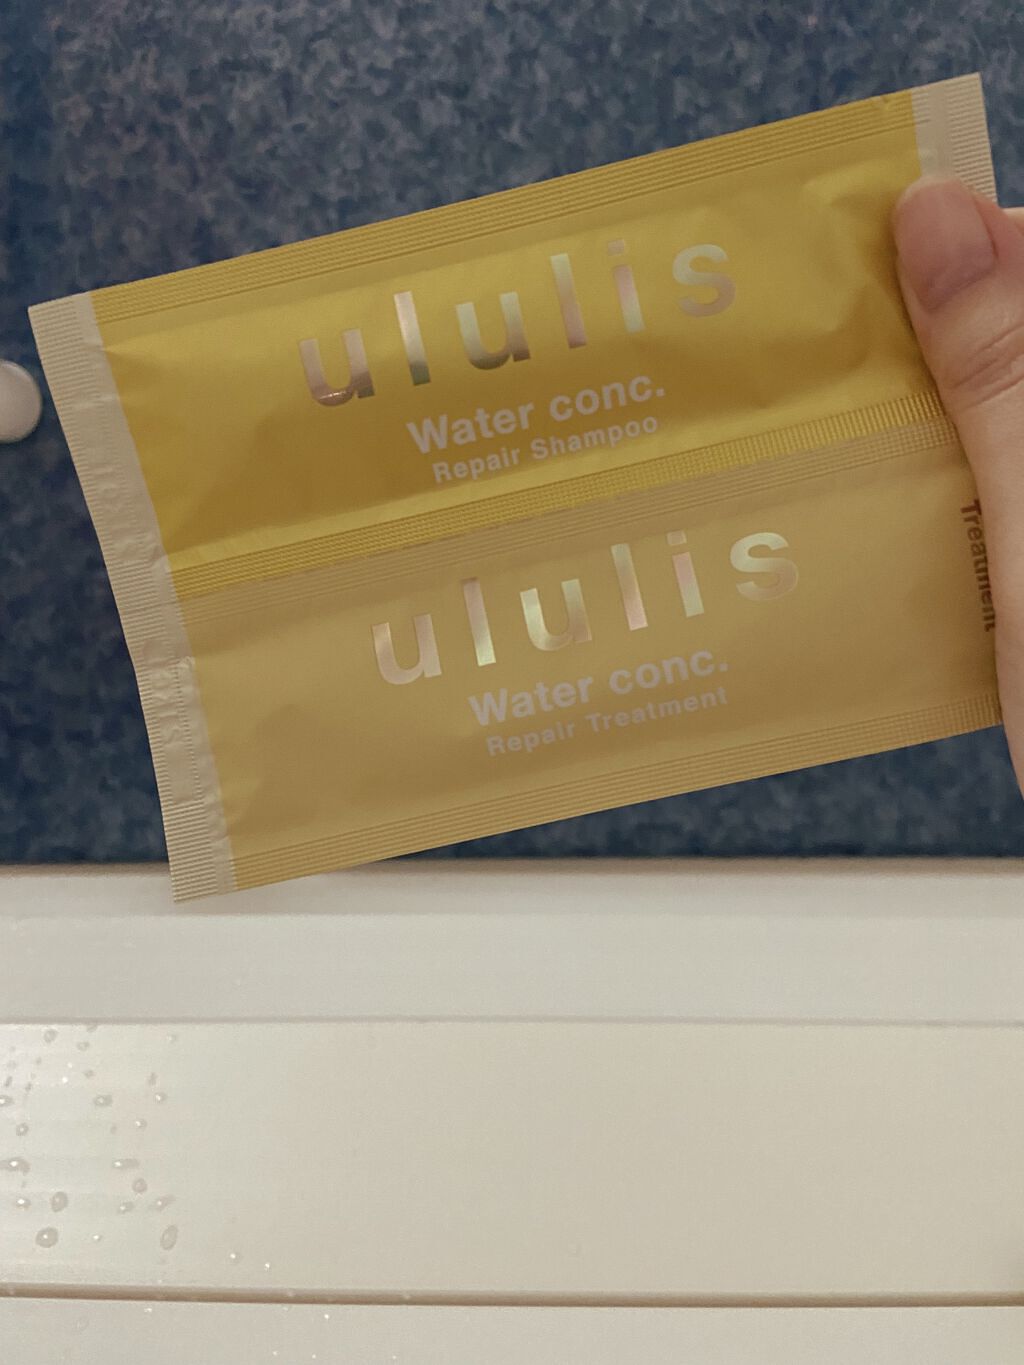 ululis
Water conc.
Repair Shampoo
ululis
Water conc.
Repair Treatment
Treatment